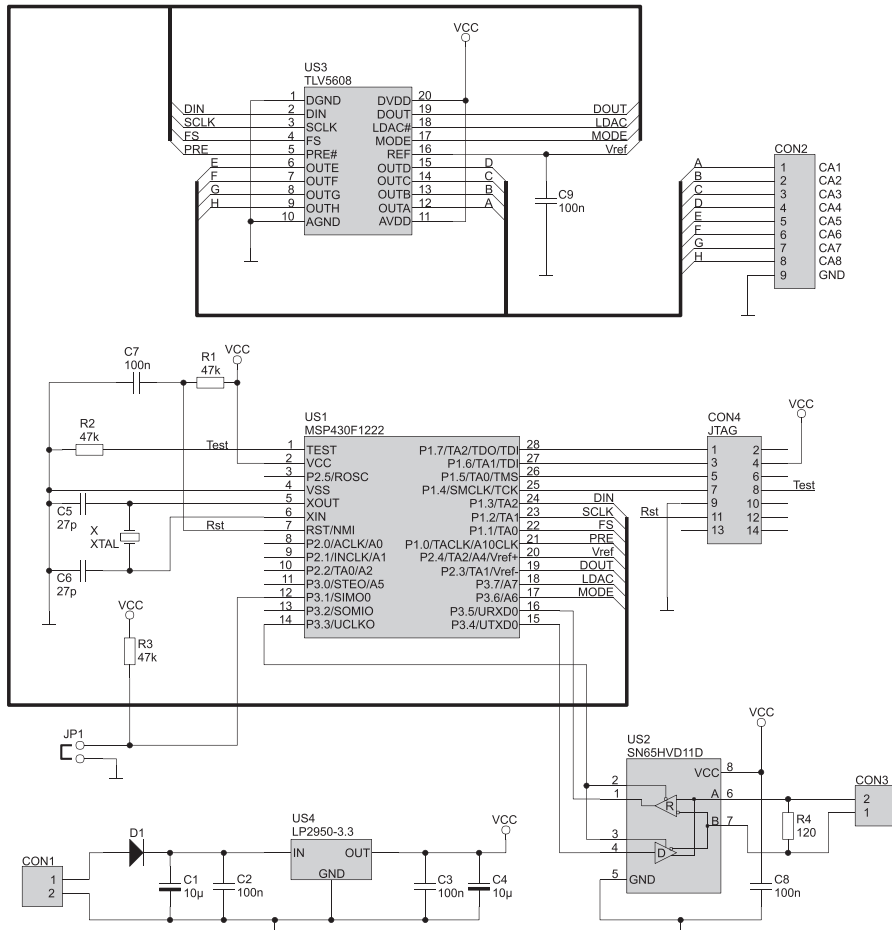 VCC
US3
TLV5608
1 DGND DVDD 20
DIN 2 DIN DOUT 19 DOUT
SCLK 3 SCLK LDAC# 18 LDAC
FS 4 FS MODE 17 MODE
PRE 5 PRE# REF 16 Vref
E 6 OUTE OUTD 15 D
F 7 OUTF OUTC 14 C
G 8 OUTG OUTB 13 B
H 9 OUTH OUTA 12 A
10 AGND AVDD 11
C9
100n
CON2
A 1 CA1
B 2 CA2
C 3 CA3
D 4 CA4
E 5 CA5
F 6 CA6
G 7 CA7
H 8 CA8
9 GND
C7
100n
R1
47k
VCC
R2
47k
Test
C5
27p
X
XTAL
Rst
C6
27p
US1
MSP430F1222
1 TEST P1.7/TA2/TDO/TDI 28
2 VCC P1.6/TA1/TDI 27
3 P2.5/ROSC P1.5/TA0/TMS 26
4 VSS P1.4/SMCLK/TCK 25
5 XOUT P1.3/TA2 24 DIN
6 XIN P1.2/TA1 23 SCLK
7 RST/NMI P1.1/TA0 22 FS
8 P2.0/ACLK/A0 P1.0/TACLK/A10CLK 21 PRE
9 P2.1/INCLK/A1 P2.4/TA2/A4/Vref+ 20 Vref
10 P2.2/TA0/A2 P2.3/TA1/Vref- 19 DOUT
11 P3.0/STEO/A5 P3.7/A7 18 LDAC
12 P3.1/SIMO0 P3.6/A6 17 MODE
13 P3.2/SOMIO P3.5/URXD0 16
14 P3.3/UCLKO P3.4/UTXD0 15
CON4
JTAG
VCC
1 2
3 4
5 6
7 8 Test
9 10
Rst 11 12
13 14
VCC
R3
47k
JP1
CON1
1
2
D1
C1
10µ
C2
100n
US4
LP2950-3.3
IN OUT
GND
C3
100n
C4
10µ
VCC
US2
SN65HVD11D
VCC
VCC 8
2
1 R A 6
B 7
3
4 D
5 GND
R4
120
C8
100n
CON3
2
1